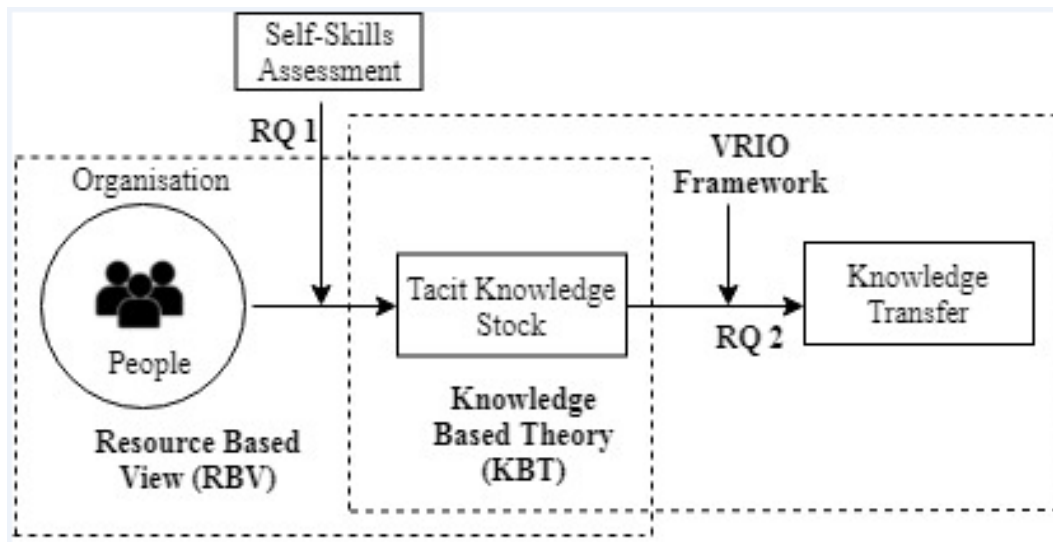 Self-Skills
Assessment
RQ 1
VRIO
Framework
Organisation
People
Tacit Knowledge
Stock
Knowledge
Transfer
RQ 2
Resource Based
View (RBV)
Knowledge
Based Theory
(KBT)